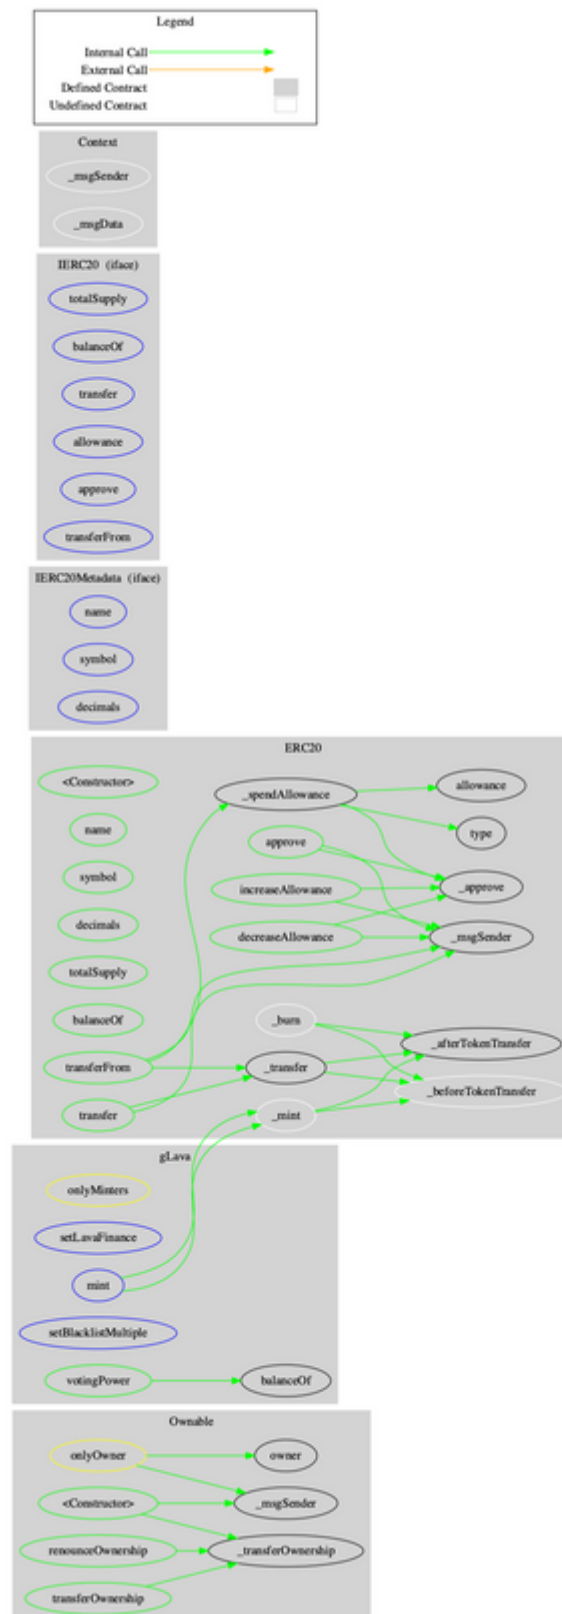 Legend
Internal Call
External Call
Defined Contract
Undefined Contract
Context
_msgSender
_msgData
IERC20 (iface)
totalSupply
balanceOf
transfer
allowance
approve
transferFrom
IERC20Metadata (iface)
name
symbol
decimals
ERC20
<Constructor>
name
symbol
decimals
totalSupply
balanceOf
transferFrom
transfer
_spendAllowance
approve
increaseAllowance
decreaseAllowance
_burn
_transfer
_mint
allowance
type
_approve
_msgSender
_afterTokenTransfer
_beforeTokenTransfer
gLava
onlyMinters
setLavaFinance
mint
setBlacklistMultiple
votingPower
balanceOf
Ownable
onlyOwner
<Constructor>
renounceOwnership
transferOwnership
owner
_msgSender
_transferOwnership